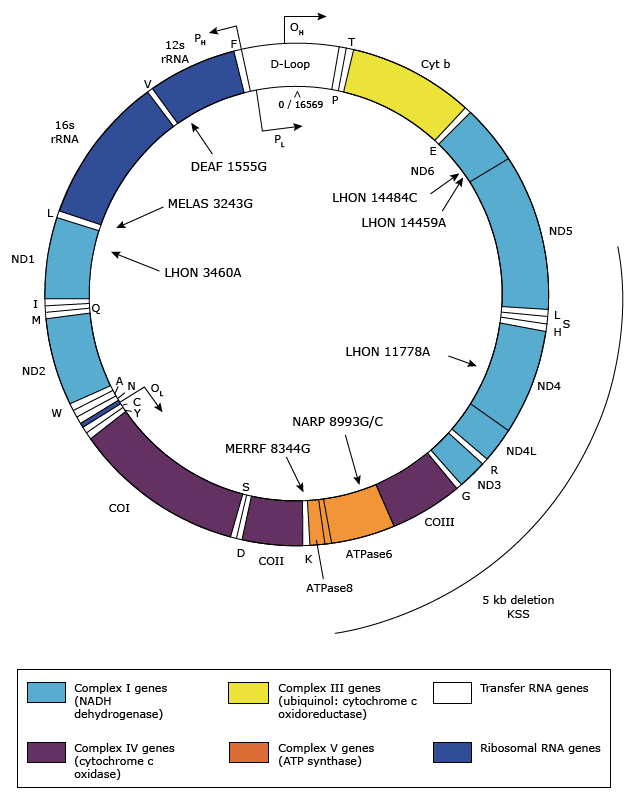 O_H
P_H
F
T
12s
rRNA
D-Loop
Cyt b
V
0 / 16569
P
P_L
16s
rRNA
E
DEAF 1555G
ND6
MELAS 3243G
LHON 14484C
L
LHON 14459A
ND5
ND1
LHON 3460A
I
Q
M
L
S
H
LHON 11778A
ND2
ND4
A
N
O_L
C
W
Y
NARP 8993G/C
MERRF 8344G
ND4L
R
ND3
S
G
COI
COIII
D
COII
K
ATPase6
ATPase8
5 kb deletion
KSS
Complex I genes
(NADH
dehydrogenase)
Complex III genes
(ubiquinol: cytochrome c
oxidoreductase)
Transfer RNA genes
Complex IV genes
(cytochrome c
oxidase)
Complex V genes
(ATP synthase)
Ribosomal RNA genes